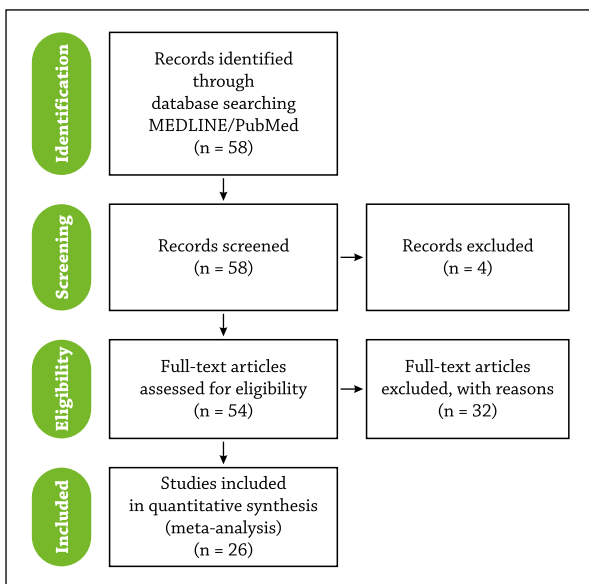 Identification
Records identified
through
database searching
MEDLINE/PubMed
(n = 58)
Screening
Records screened
(n = 58)
Records excluded
(n = 4)
Eligibility
Full-text articles
assessed for eligibility
(n = 54)
Full-text articles
excluded, with reasons
(n = 32)
Included
Studies included
in quantitative synthesis
(meta-analysis)
(n = 26)